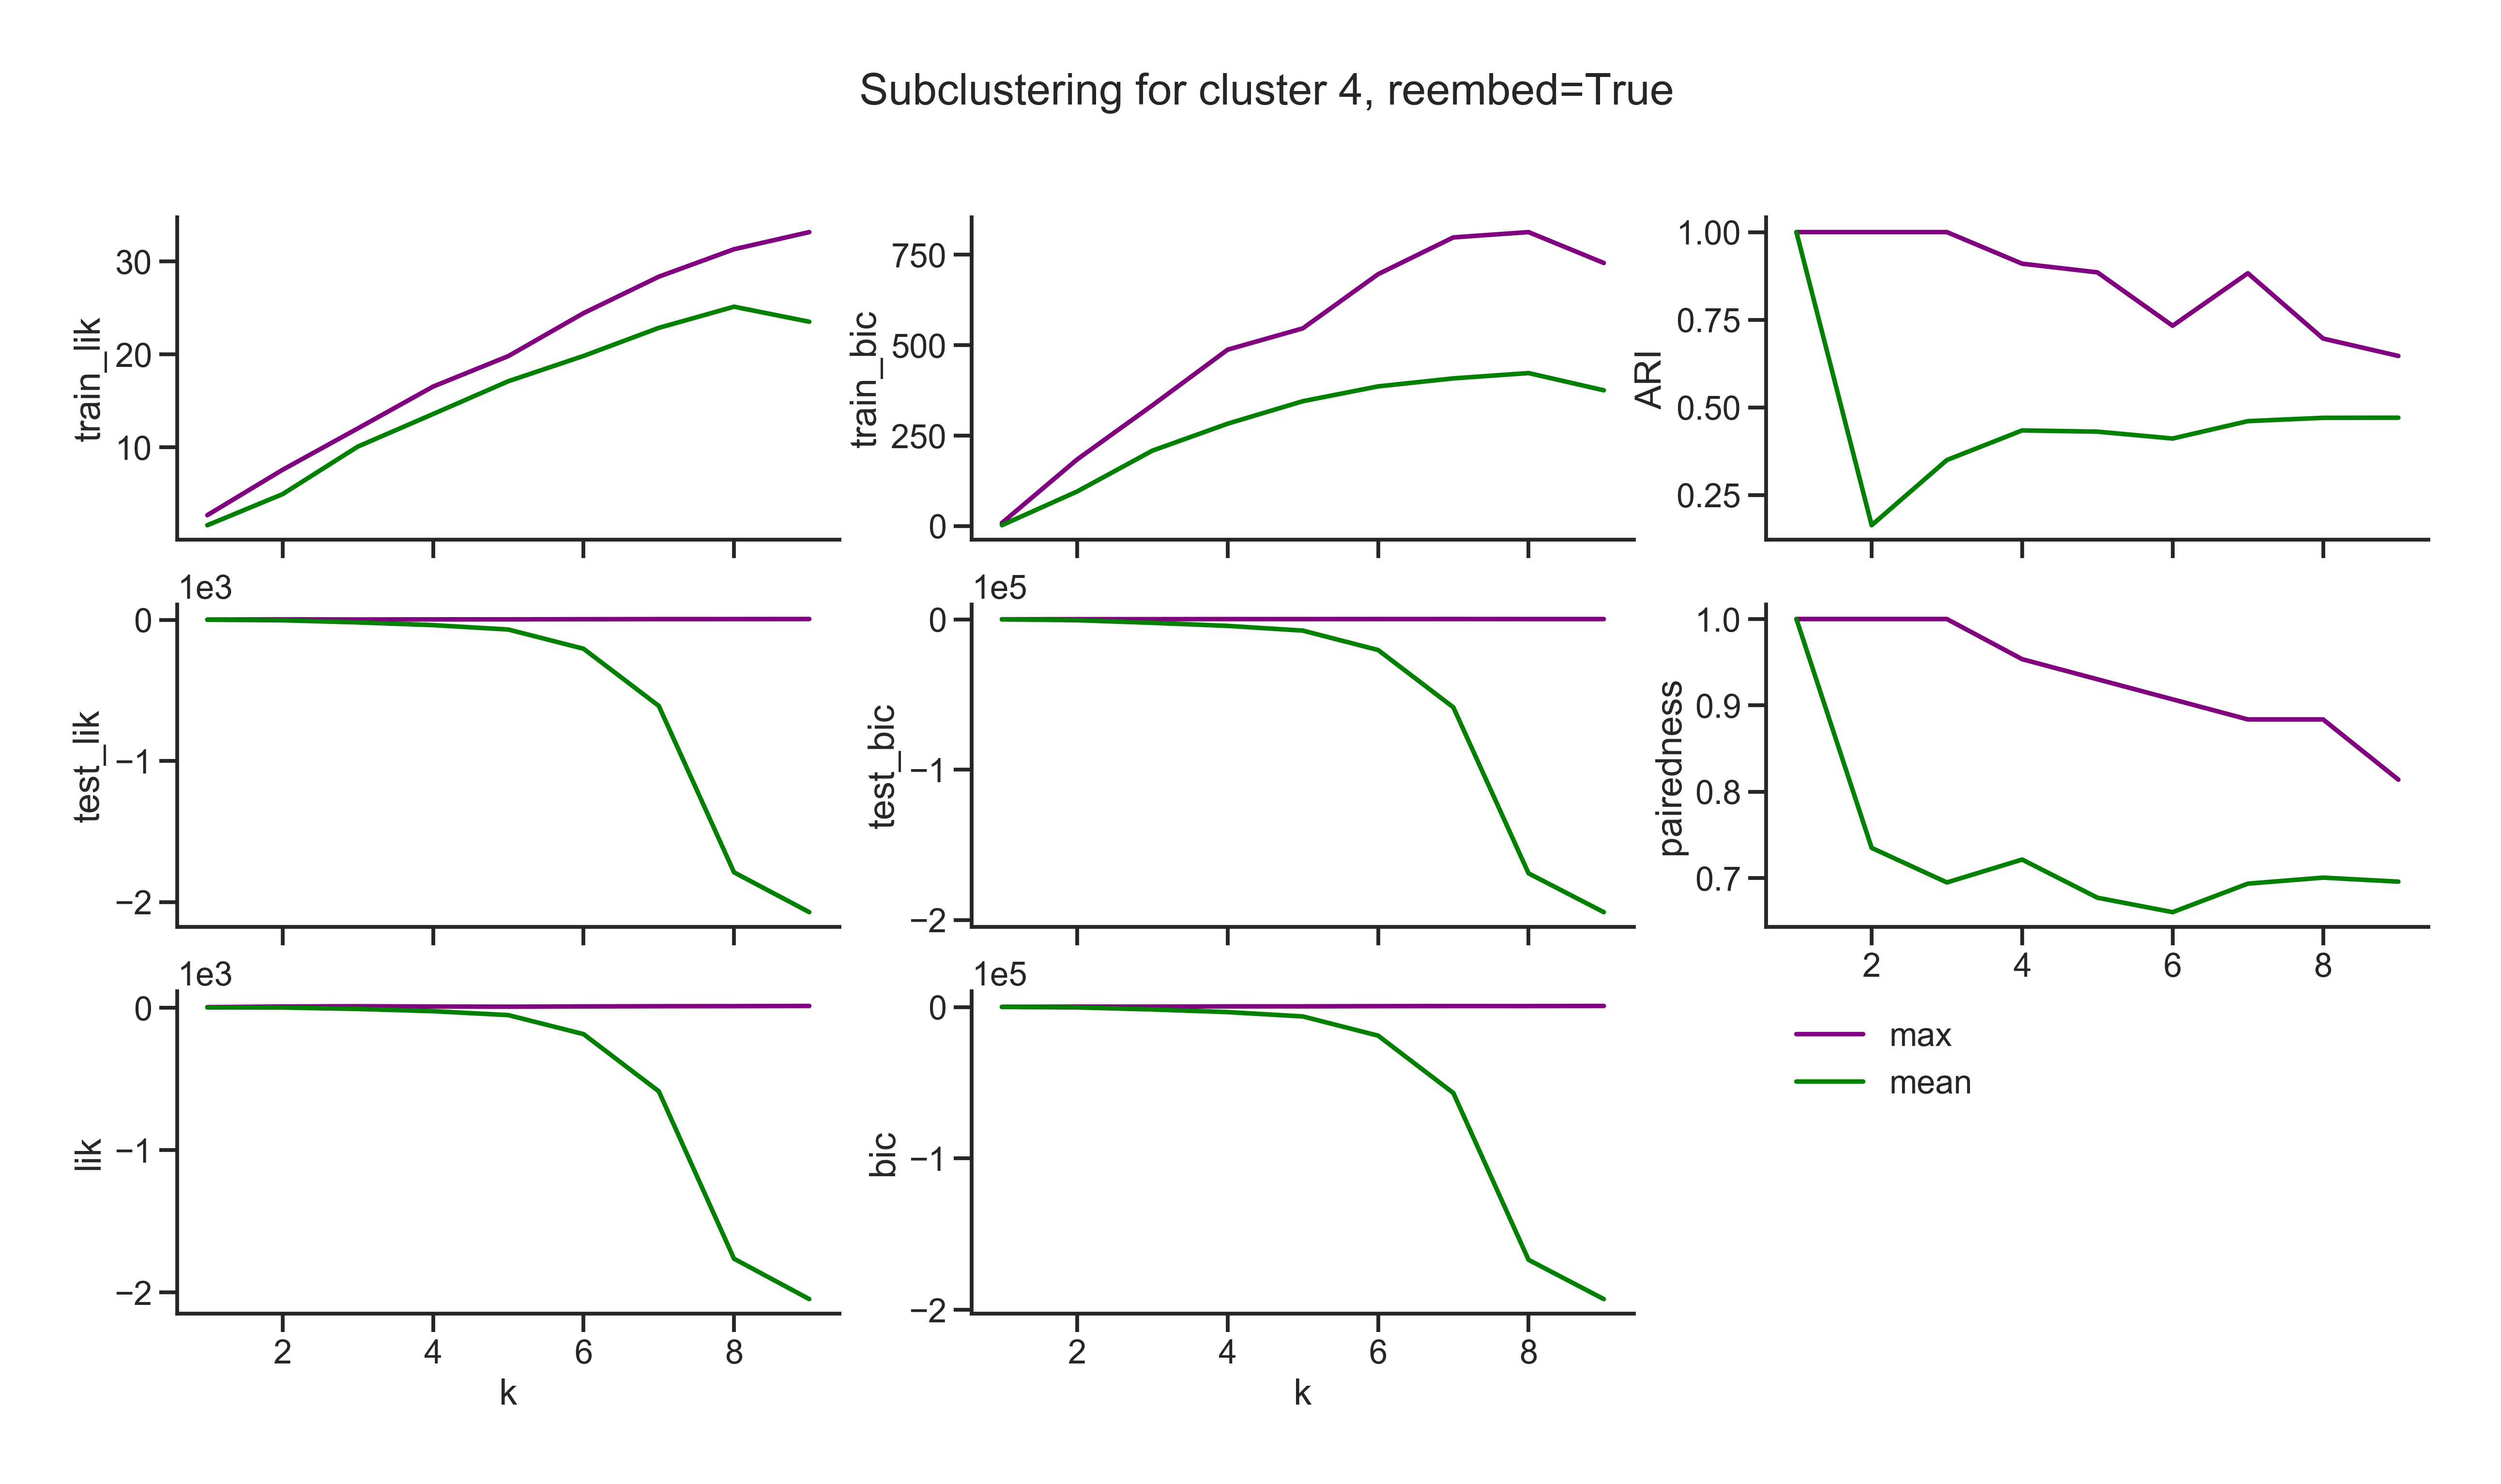 Subclustering for cluster 4, reembed=True
train_lik
30
20
10
train_bic
750
500
250
0
ARI
1.00
0.75
0.50
0.25
1e3
test_lik
0
−1
−2
1e5
test_bic
0
−1
−2
pairedness
1.0
0.9
0.8
0.7
2 4 6 8
1e3
lik
0
−1
−2
2 4 6 8
k
1e5
bic
0
−1
−2
2 4 6 8
k
max
mean